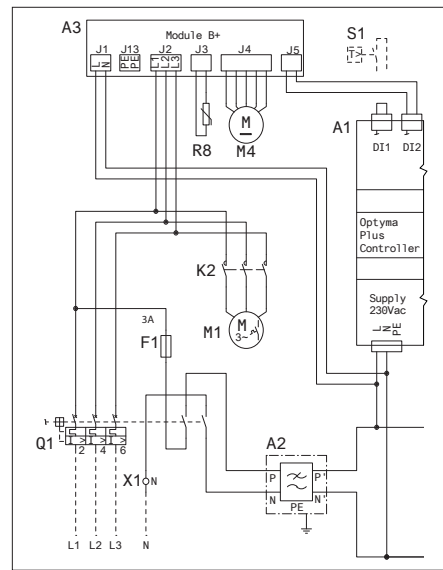 A3
Module B+
S1
J1
J13
J2
J3
J4
J5
L
N
PE
PE
L1
L2
L3
T>
A1
M
R8
M4
DI1
DI2
Optyma
Plus
Controller
K2
Supply
230Vac
L
N
PE
3A
F1
M1
M
3~
Q1
I>
I>
I>
2
4
6
A2
X1
N
P
P'
N
N'
PE
L1
L2
L3
N